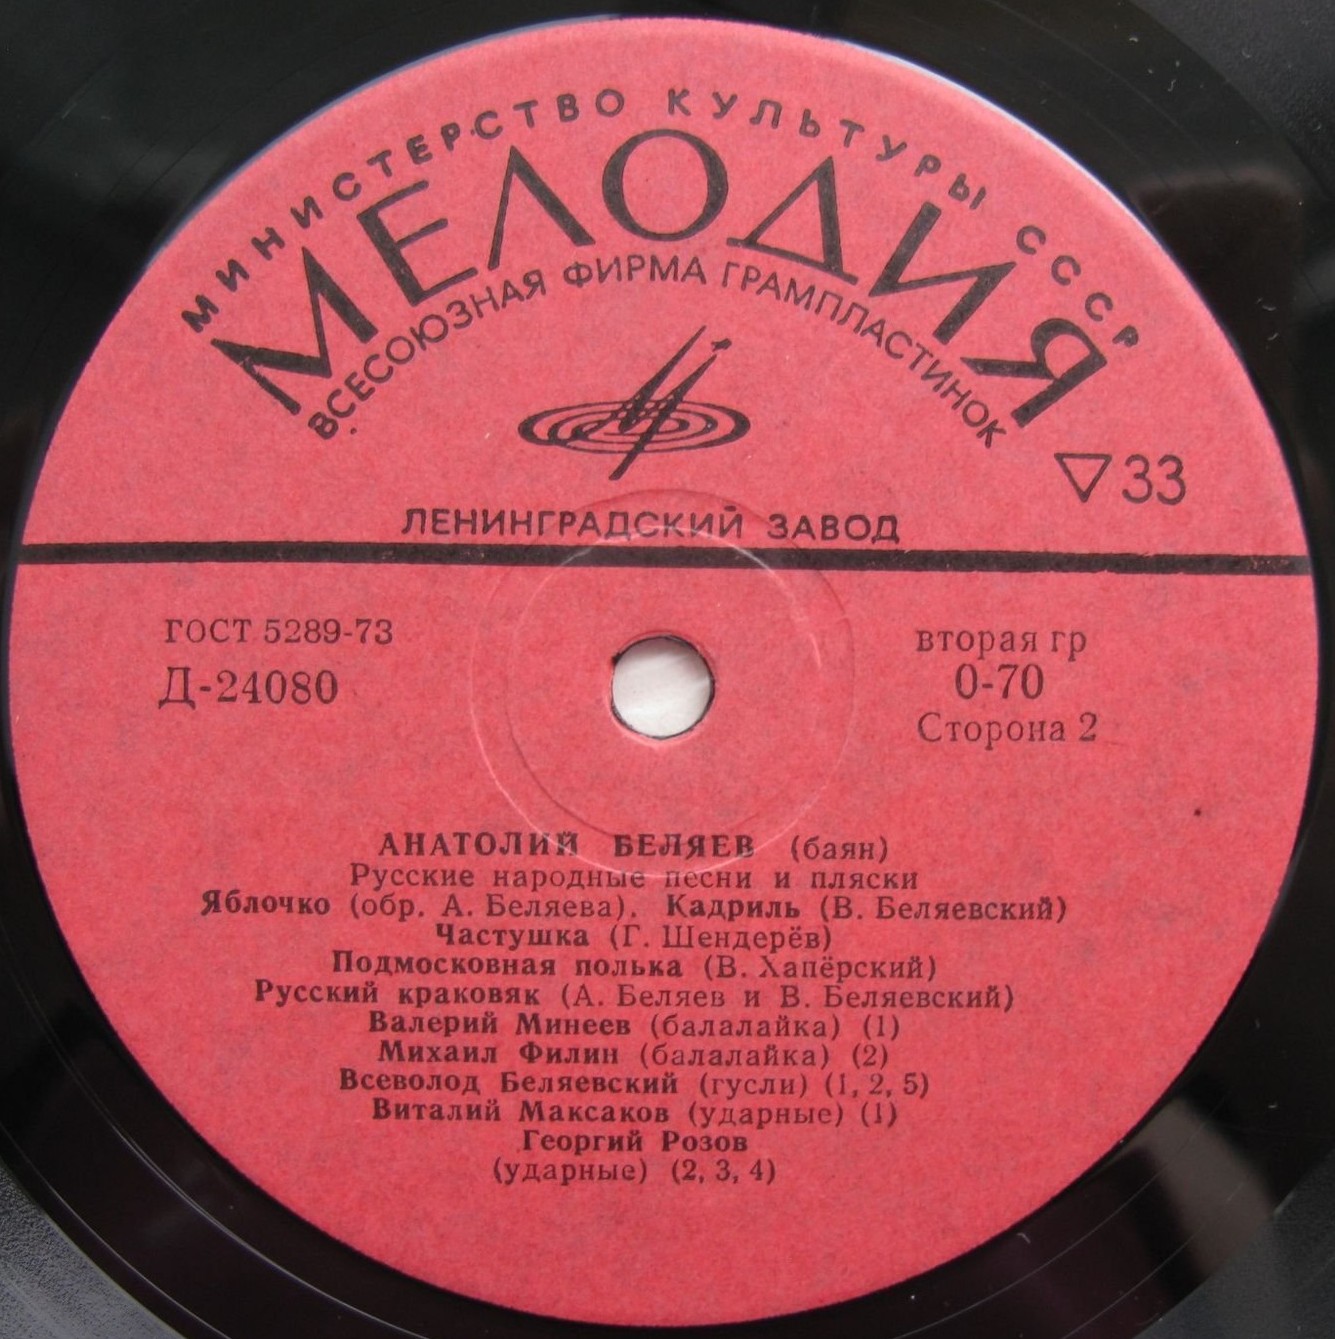 МИНИСТЕРСТВО КУЛЬТУРЫ СССР
МЕЛОДИЯ
ВСЕСОЮЗНАЯ ФИРМА ГРАМПЛАСТИНОК
33
ЛЕНИНГРАДСКИЙ ЗАВОД
ГОСТ 5289-73
Д-24080
вторая гр
0-70
Сторона 2
АНАТОЛИЙ БЕЛЯЕВ (баян)
Русские народные песни и пляски
Яблочко (обр. А. Беляева). Кадриль (В. Беляевский)
Частушка (Г. Шендерёв)
Подмосковная полька (В. Хапёрский)
Русский краковяк (А. Беляев и В. Беляевский)
Валерий Минеев (балалайка) (1)
Михаил Филин (балалайка) (2)
Всеволод Беляевский (гусли) (1, 2, 5)
Виталий Максаков (ударные) (1)
Георгий Розов
(ударные) (2, 3, 4)